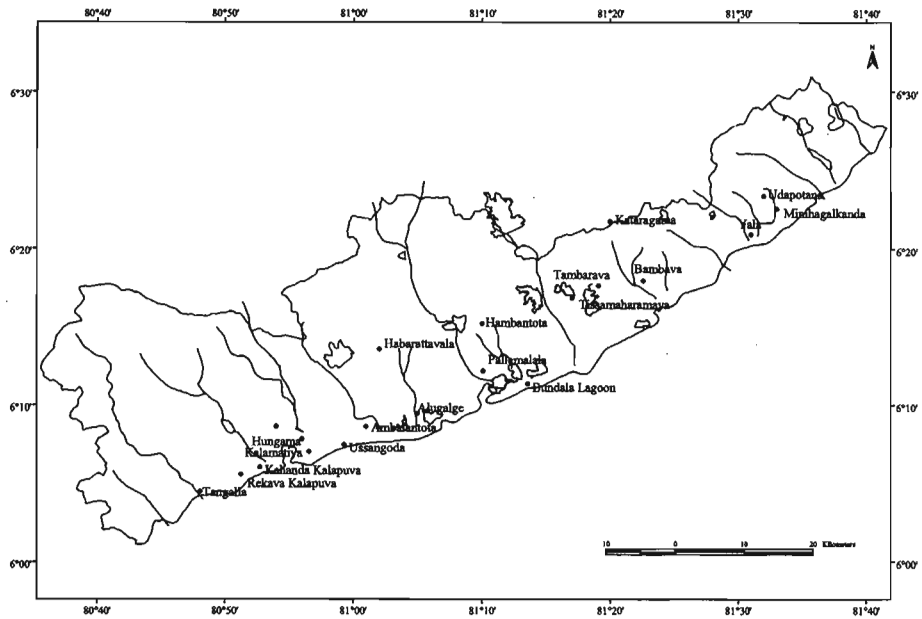 80°40' 80°50' 81°00' 81°10' 81°20' 81°30' 81°40'
N
6°30' 6°30'
Udapotana
Minihagalkanda
Kataragama
Yala
6°20' 6°20'
Tambarava
Bambava
Tissamaharamaya
Hambantota
Habarattavala
Pallemalala
Bundala Lagoon
6°10' 6°10'
Alugalge
Ambalantota
Hungama
Ussangoda
Kalamatiya
Kahanda Kalapuva
Rekava Kalapuva
Tangalla
10 0 10 20 Kilometers
6°00' 6°00'
80°40' 80°50' 81°00' 81°10' 81°20' 81°30' 81°40'